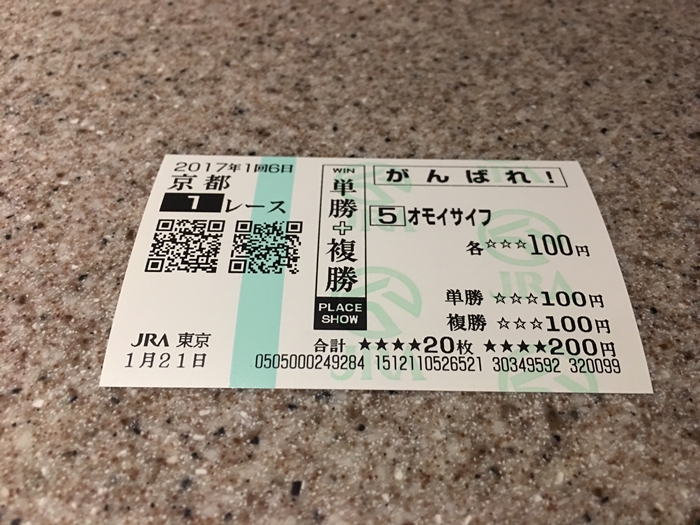 2017年1回6日
京都
1レース
JRA 東京
1月21日
WIN
単勝+複勝
PLACE
SHOW
がんばれ!
5 オモイサイフ
各☆☆☆100円
単勝 ☆☆☆100円
複勝 ☆☆☆100円
合計 ★★★★20枚 ★★★★200円
0505000249284 1512110526521 30349592 320099
JRA
JRA
JRA